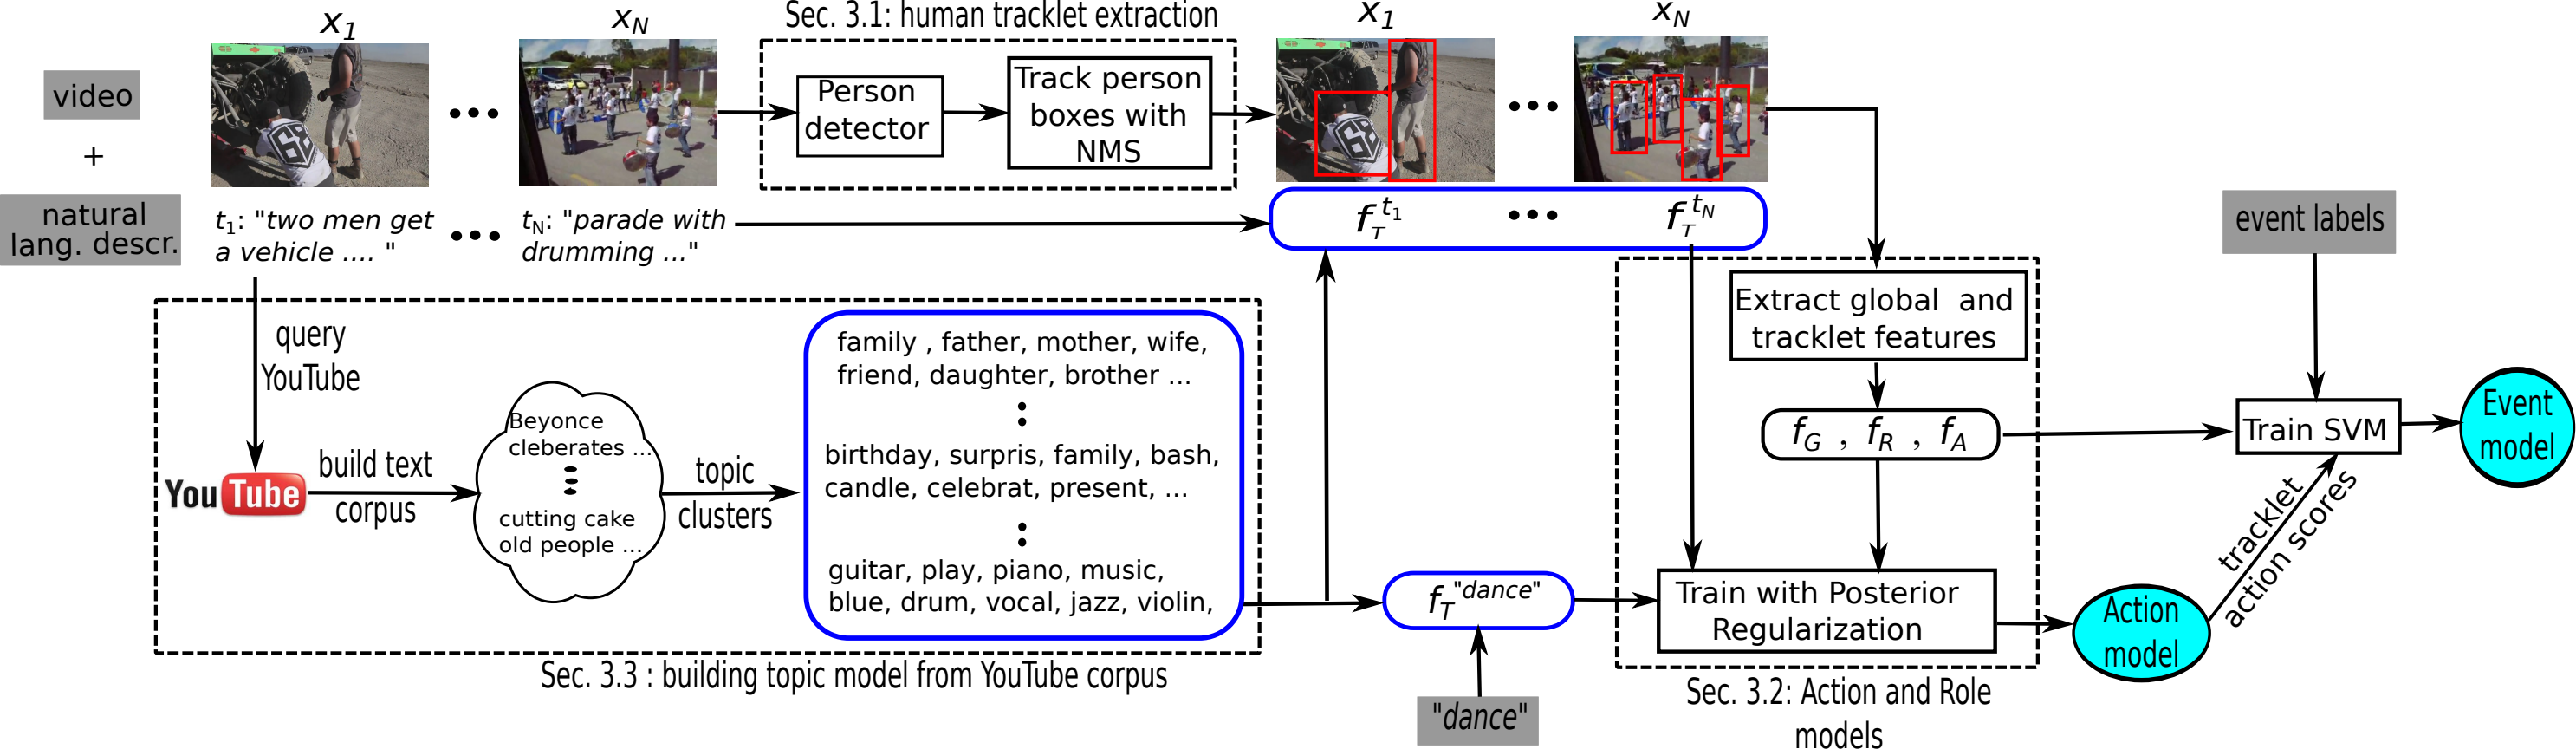 Sec. 3.1: human tracklet extraction
x1
xN
x1
xN
video
+
natural
lang. descr.
Person
detector
Track person
boxes with
NMS
t1: "two men get
a vehicle .... "
tN: "parade with
drumming ..."
fT^t1
fT^tN
event labels
Extract global and
tracklet features
query
YouTube
family , father, mother, wife,
friend, daughter, brother ...
birthday, surpris, family, bash,
candle, celebrat, present, ...
guitar, play, piano, music,
blue, drum, vocal, jazz, violin,
Beyonce
cleberates ...
cutting cake
old people ...
YouTube
build text
corpus
topic
clusters
fG , fR , fA
Train SVM
Event
model
tracklet
action scores
fT^"dance"
Train with Posterior
Regularization
Action
model
Sec. 3.3 : building topic model from YouTube corpus
"dance"
Sec. 3.2: Action and Role
models